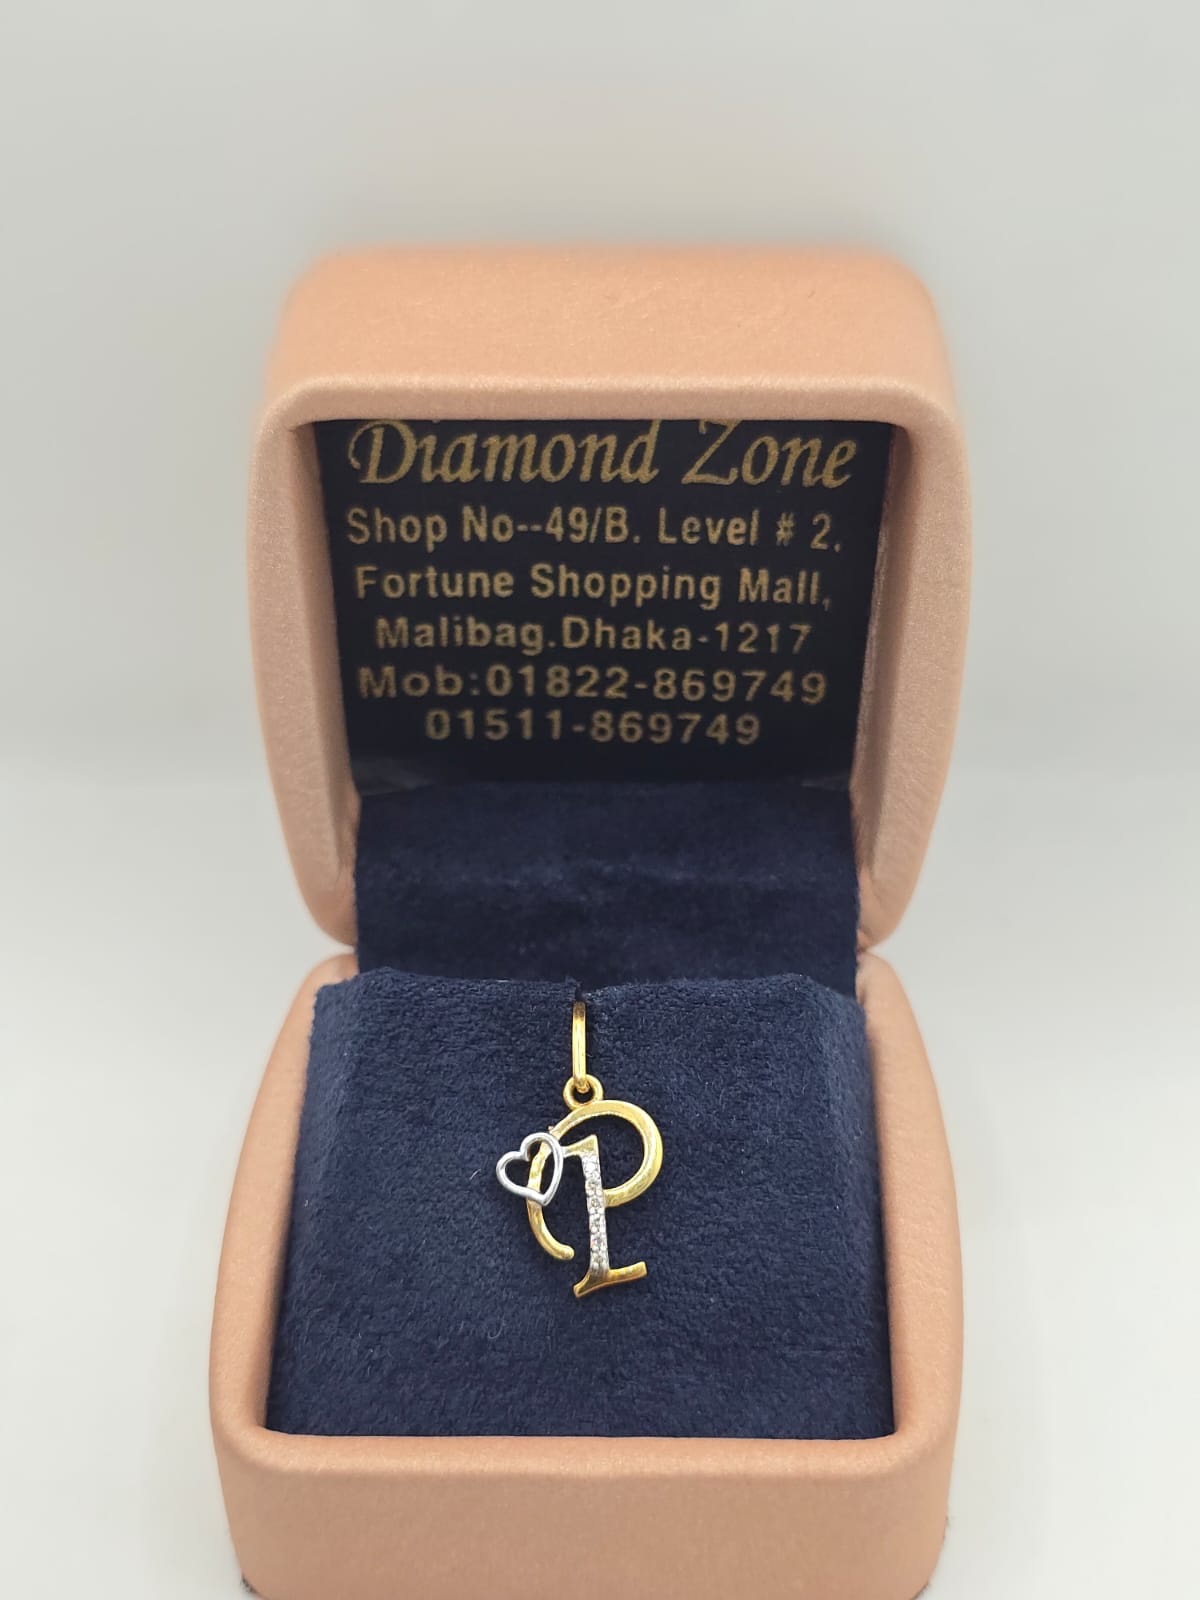 Diamond Zone
Shop No--49/B. Level # 2.
Fortune Shopping Mall,
Malibag.Dhaka-1217
Mob:01822-869749
01511-869749
P